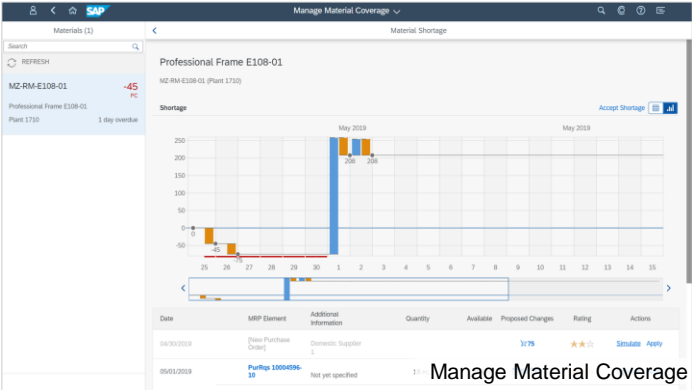 SAP
Manage Material Coverage
Materials (1)
Material Shortage
Search
REFRESH
MZ-RM-E108-01 -45
PC
Professional Frame E108-01
Plant 1710 1 day overdue
Professional Frame E108-01
MZ-RM-E108-01 (Plant 1710)
Shortage Accept Shortage
May 2019 May 2019
250
200
150
100
50
0
-50
0
-45
-75
208 208
25 26 27 28 29 30 1 2 3 4 5 6 7 8 9 10 11 12 13 14 15
Date MRP Element Additional Information Quantity Available Proposed Changes Rating Actions
04/30/2019 [New Purchase Order] Domestic Supplier 1 75 Simulate Apply
05/01/2019 PurRqs 10004596-10 Not yet specified
Manage Material Coverage